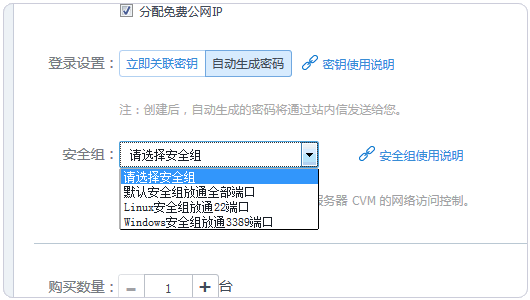 分配免费公网IP
登录设置： 立即关联密钥 自动生成密码 密钥使用说明
注：创建后，自动生成的密码将通过站内信发送给您。
安全组： 请选择安全组 安全组使用说明
请选择安全组
默认安全组放通全部端口
服务器 CVM 的网络访问控制。
Linux安全组放通22端口
Windows安全组放通3389端口
购买数量： − 1 + 台